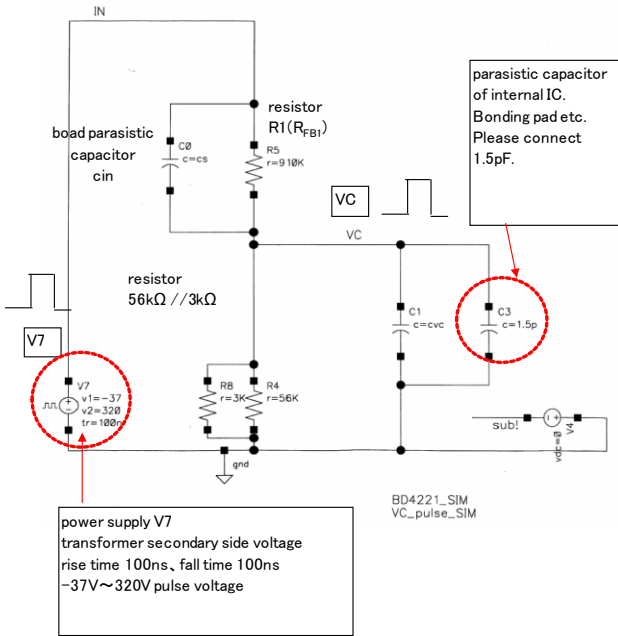 IN
parasistic capacitor
of internal IC.
Bonding pad etc.
Please connect
1.5pF.
resistor
R1(RFB1)
boad parasistic
capacitor
cin
C0
c=cs
R5
r=910K
VC
VC
resistor
56kΩ //3kΩ
C1
c=cvc
C3
c=1.5p
V7
V7
v1=-37
v2=320
tr=100n
R8
r=3K
R4
r=56K
sub!
vdc=0
V4
gnd
BD4221_SIM
VC_pulse_SIM
power supply V7
transformer secondary side voltage
rise time 100ns、fall time 100ns
-37V～320V pulse voltage